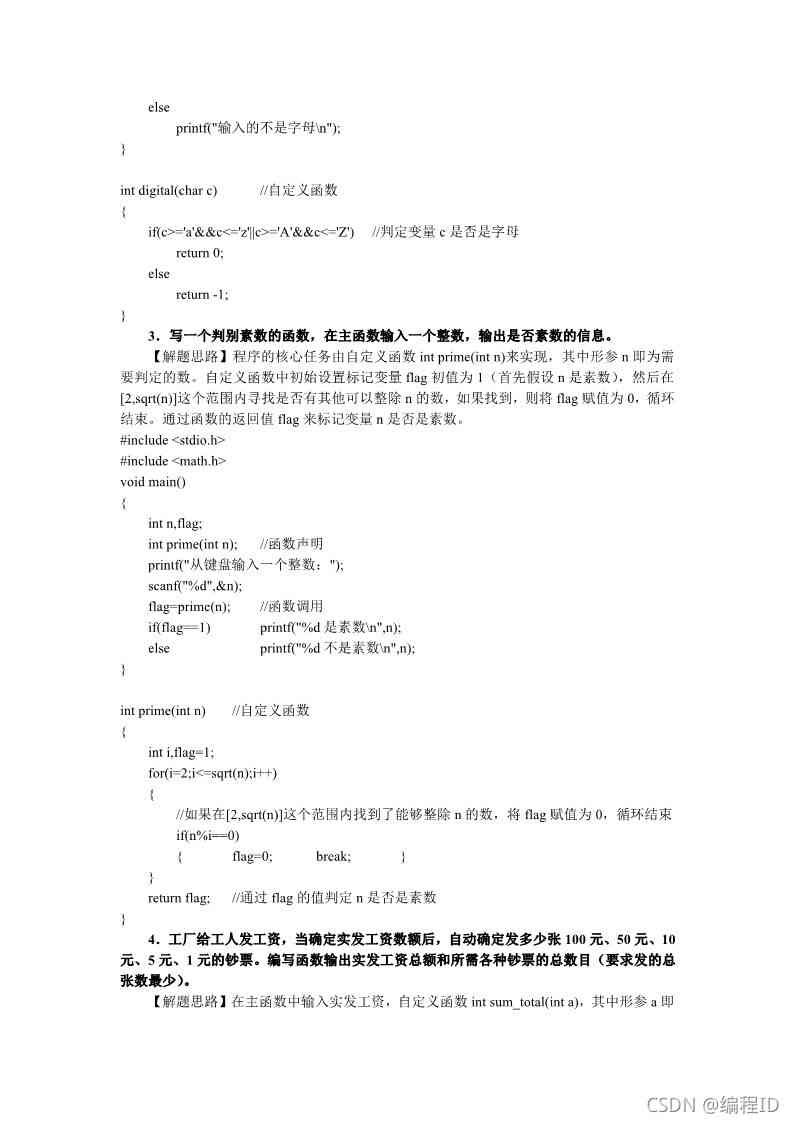 else
printf("输入的不是字母\n");
}
int digital(char c) //自定义函数
{
if(c>='a'&&c<='z'||c>='A'&&c<='Z') //判定变量 c 是否是字母
return 0;
else
return -1;
}
3．写一个判别素数的函数，在主函数输入一个整数，输出是否素数的信息。
【解题思路】程序的核心任务由自定义函数 int prime(int n)来实现，其中形参 n 即为需
要判定的数。自定义函数中初始设置标记变量 flag 初值为 1（首先假设 n 是素数），然后在
[2,sqrt(n)]这个范围内寻找是否有其他可以整除 n 的数，如果找到，则将 flag 赋值为 0，循环
结束。通过函数的返回值 flag 来标记变量 n 是否是素数。
#include <stdio.h>
#include <math.h>
void main()
{
int n,flag;
int prime(int n); //函数声明
printf("从键盘输入一个整数：");
scanf("%d",&n);
flag=prime(n); //函数调用
if(flag==1) printf("%d 是素数\n",n);
else printf("%d 不是素数\n",n);
}
int prime(int n) //自定义函数
{
int i,flag=1;
for(i=2;i<=sqrt(n);i++)
{
//如果在[2,sqrt(n)]这个范围内找到了能够整除 n 的数，将 flag 赋值为 0，循环结束
if(n%i==0)
{ flag=0; break; }
}
return flag; //通过 flag 的值判定 n 是否是素数
}
4．工厂给工人发工资，当确定实发工资数额后，自动确定发多少张 100 元、50 元、10
元、5 元、1 元的钞票。编写函数输出实发工资总额和所需各种钞票的总数目（要求发的总
张数最少）。
【解题思路】在主函数中输入实发工资，自定义函数 int sum_total(int a)，其中形参 a 即
CSDN @编程ID